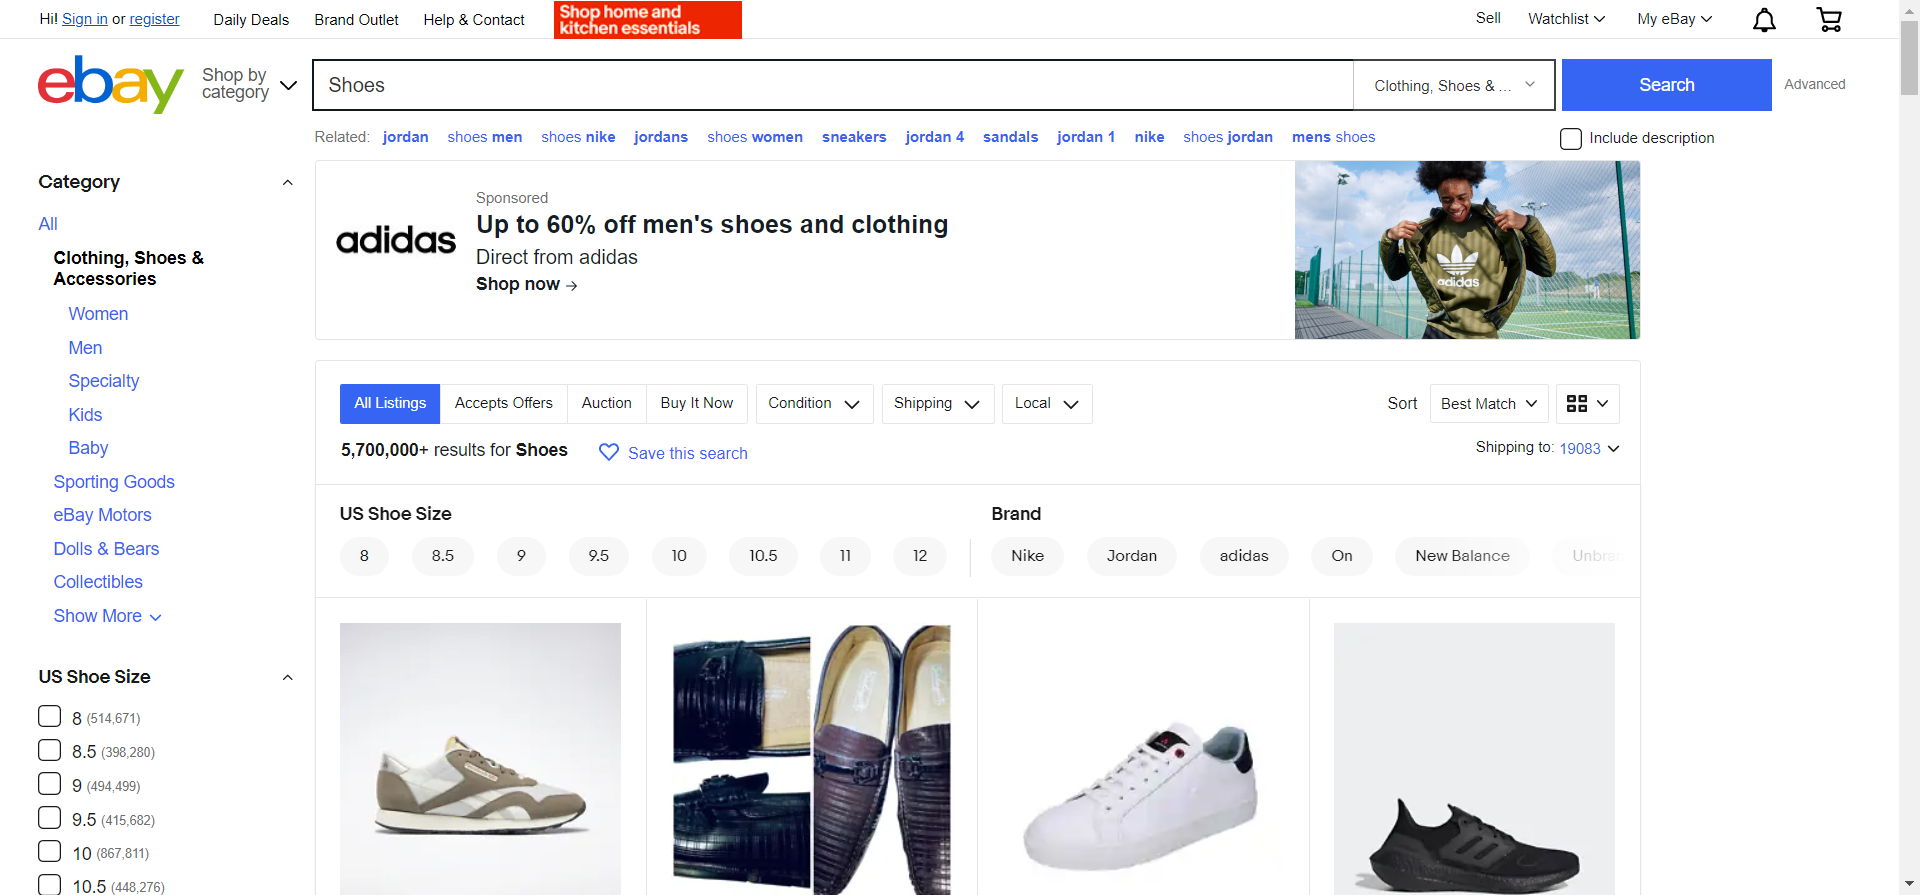 Hi! Sign in or register
Daily Deals
Brand Outlet
Help & Contact
Shop home and
kitchen essentials
Sell
Watchlist
My eBay
ebay
Shop by
category
Shoes
Clothing, Shoes & ...
Search
Advanced
Related: jordan shoes men shoes nike jordans shoes women sneakers jordan 4 sandals jordan 1 nike shoes jordan mens shoes
Include description
Category
All
Clothing, Shoes &
Accessories
Women
Men
Specialty
Kids
Baby
Sporting Goods
eBay Motors
Dolls & Bears
Collectibles
Show More
US Shoe Size
8 (514,671)
8.5 (398,280)
9 (494,499)
9.5 (415,682)
10 (867,811)
10.5 (448,276)
adidas
Sponsored
Up to 60% off men's shoes and clothing
Direct from adidas
Shop now →
adidas
All Listings
Accepts Offers
Auction
Buy It Now
Condition
Shipping
Local
Sort
Best Match
5,700,000+ results for Shoes
Save this search
Shipping to: 19083
US Shoe Size
8
8.5
9
9.5
10
10.5
11
12
Brand
Nike
Jordan
adidas
On
New Balance